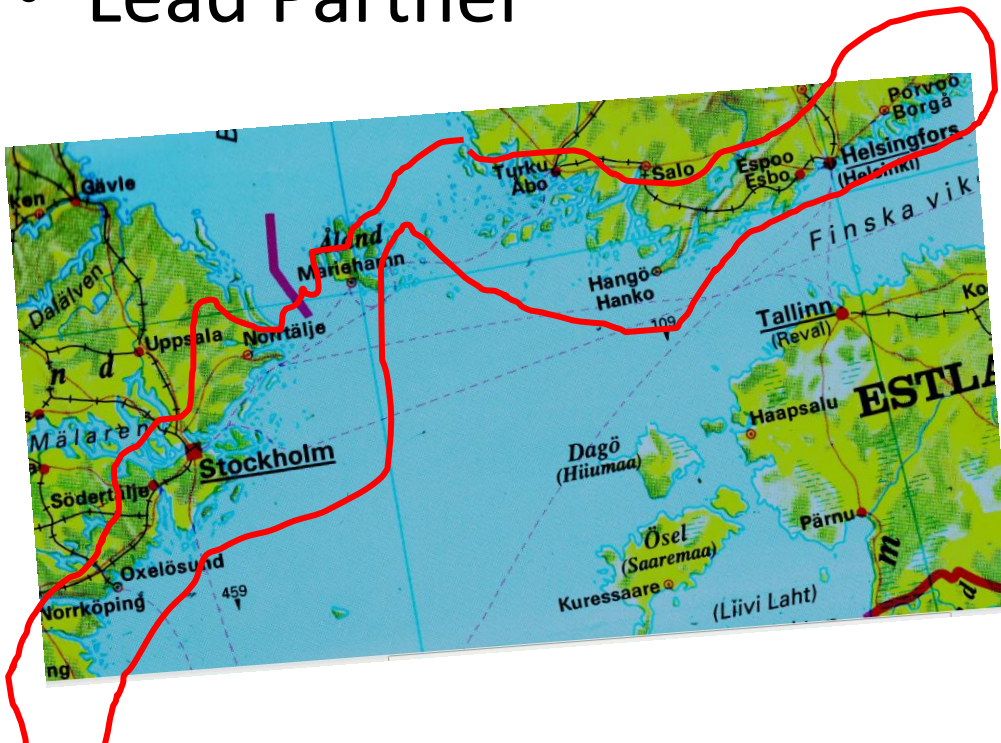 • Lead Partner
Porvoo
Borgå
Helsingfors
(Helsinki)
Espoo
Esbo
Salo
Turku
Åbo
Finska vik
Gävle
Åland
Mariehamn
Hangö
Hanko
Dalälven
Tallinn
(Reval)
109
Norrtälje
Uppsala
n d
ESTLA
Haapsalu
Mälaren
Stockholm
Dagö
(Hiiumaa)
Södertälje
Pärnu
Ösel
(Saaremaa)
m
Oxelösund
459
Kuressaare
(Liivi Laht)
d
Norrköping
ng